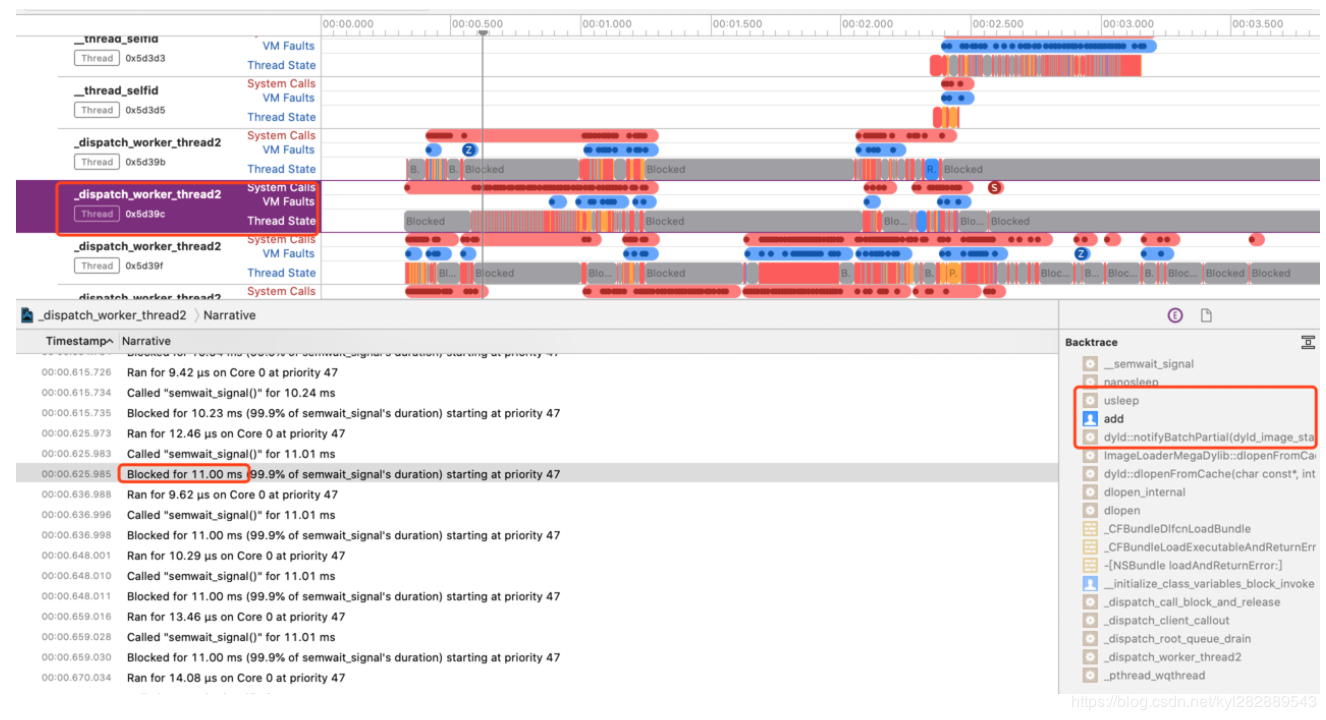 00:00.000 00:00.500 00:01.000 00:01.500 00:02.000 00:02.500 00:03.000 00:03.500
__thread_selfid
VM Faults
Thread 0x5d3d3
Thread State
System Calls
__thread_selfid
VM Faults
Thread 0x5d3d5
Thread State
System Calls
_dispatch_worker_thread2
VM Faults
Z
Thread 0x5d39b
Thread State
B. B. Blocked Blocked R. Blocked
System Calls
S
_dispatch_worker_thread2
VM Faults
Thread 0x5d39c
Thread State
Blocked Blocked Blo... Blo... Blocked
System Calls
_dispatch_worker_thread2
VM Faults
Z
Thread 0x5d39f
Thread State
Bl... Blocked Blo... Blocked B. B. P. Bloc... B... Bloc... B. Bloc... Blocked Blocked
System Calls
dispatch_worker_thread2
_dispatch_worker_thread2 Narrative
E
Timestamp Narrative
Blocked for 10.04 ms (99.9% of semwait_signal's duration) starting at priority 47
00:00.615.726 Ran for 9.42 µs on Core 0 at priority 47
00:00.615.734 Called "semwait_signal()" for 10.24 ms
00:00.615.735 Blocked for 10.23 ms (99.9% of semwait_signal's duration) starting at priority 47
00:00.625.973 Ran for 12.46 µs on Core 0 at priority 47
00:00.625.983 Called "semwait_signal()" for 11.01 ms
00:00.625.985 Blocked for 11.00 ms (99.9% of semwait_signal's duration) starting at priority 47
00:00.636.988 Ran for 9.62 µs on Core 0 at priority 47
00:00.636.996 Called "semwait_signal()" for 11.01 ms
00:00.636.998 Blocked for 11.00 ms (99.9% of semwait_signal's duration) starting at priority 47
00:00.648.001 Ran for 10.29 µs on Core 0 at priority 47
00:00.648.010 Called "semwait_signal()" for 11.01 ms
00:00.648.011 Blocked for 11.00 ms (99.9% of semwait_signal's duration) starting at priority 47
00:00.659.016 Ran for 13.46 µs on Core 0 at priority 47
00:00.659.028 Called "semwait_signal()" for 11.01 ms
00:00.659.030 Blocked for 11.00 ms (99.9% of semwait_signal's duration) starting at priority 47
00:00.670.034 Ran for 14.08 µs on Core 0 at priority 47
Backtrace
__semwait_signal
nanosleep
usleep
add
dyld::notifyBatchPartial(dyld_image_sta
ImageLoaderMegaDylib::dlopenFromCa
dyld::dlopenFromCache(char const*, int
dlopen_internal
dlopen
_CFBundleDlfcnLoadBundle
_CFBundleLoadExecutableAndReturnErr
-[NSBundle loadAndReturnError:]
__initialize_class_variables_block_invoke
_dispatch_call_block_and_release
_dispatch_client_callout
_dispatch_root_queue_drain
_dispatch_worker_thread2
_pthread_wqthread
https://blog.csdn.net/kyl282889543